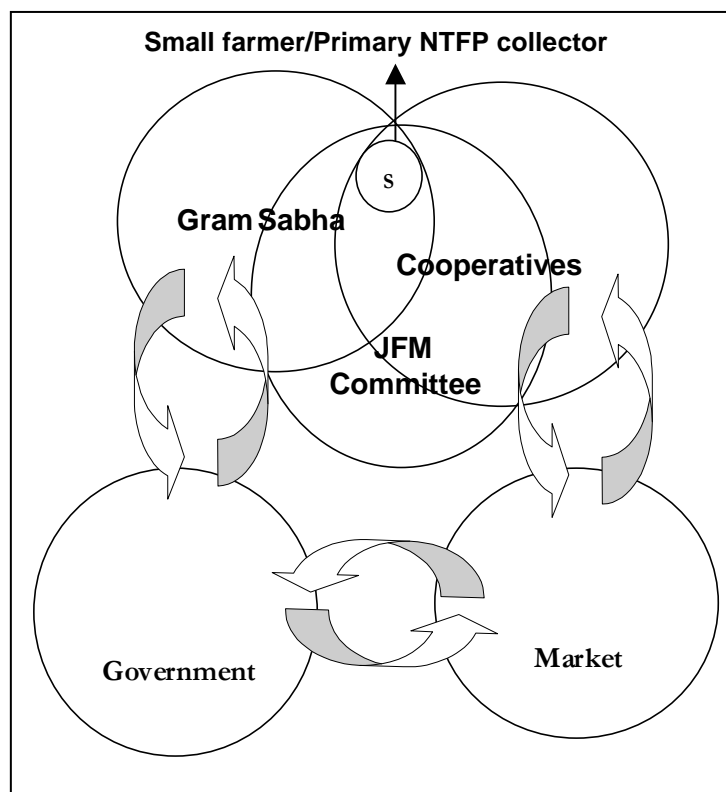 Small farmer/Primary NTFP collector
s
Gram Sabha
Cooperatives
JFM
Committee
Government
Market